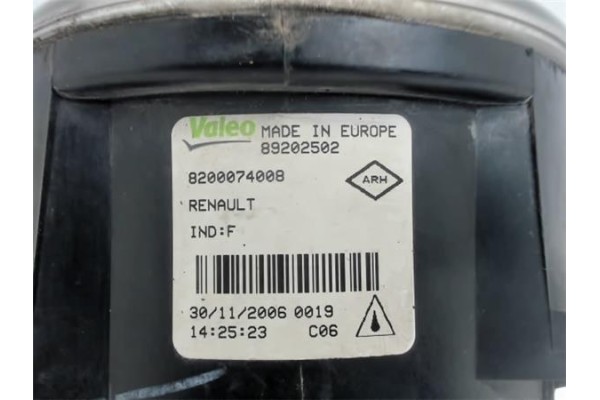 Valeo MADE IN EUROPE
89202502
8200074008
ARH
RENAULT
IND:F
30/11/2006 0019
14:25:23 C06